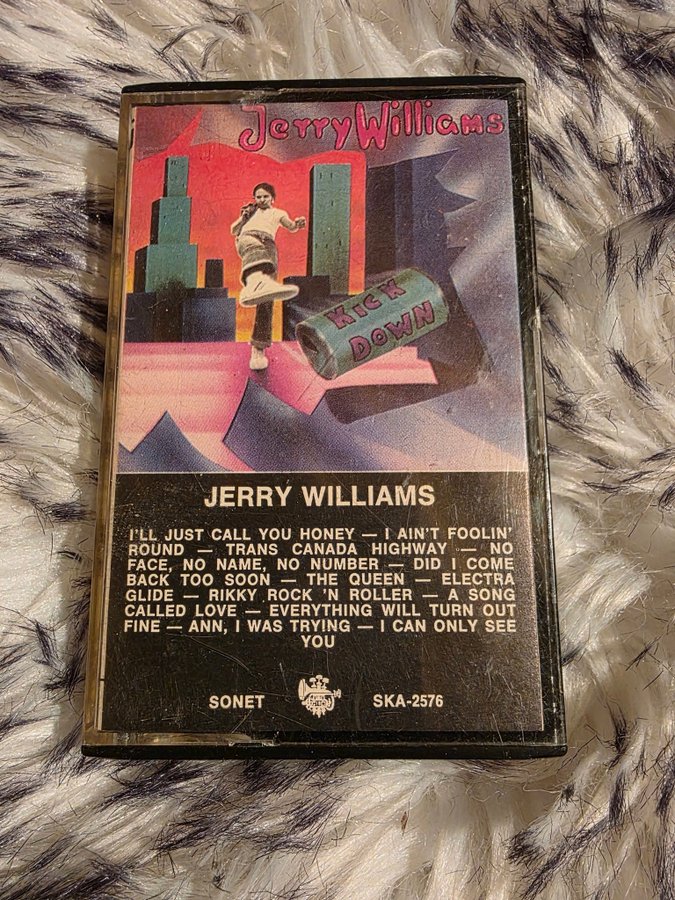 Jerry Williams
KICK
DOWN
JERRY WILLIAMS
I'LL JUST CALL YOU HONEY — I AIN'T FOOLIN'
ROUND — TRANS CANADA HIGHWAY — NO
FACE, NO NAME, NO NUMBER — DID I COME
BACK TOO SOON — THE QUEEN — ELECTRA
GLIDE — RIKKY ROCK 'N ROLLER — A SONG
CALLED LOVE — EVERYTHING WILL TURN OUT
FINE — ANN, I WAS TRYING — I CAN ONLY SEE
YOU
SONET SKA-2576